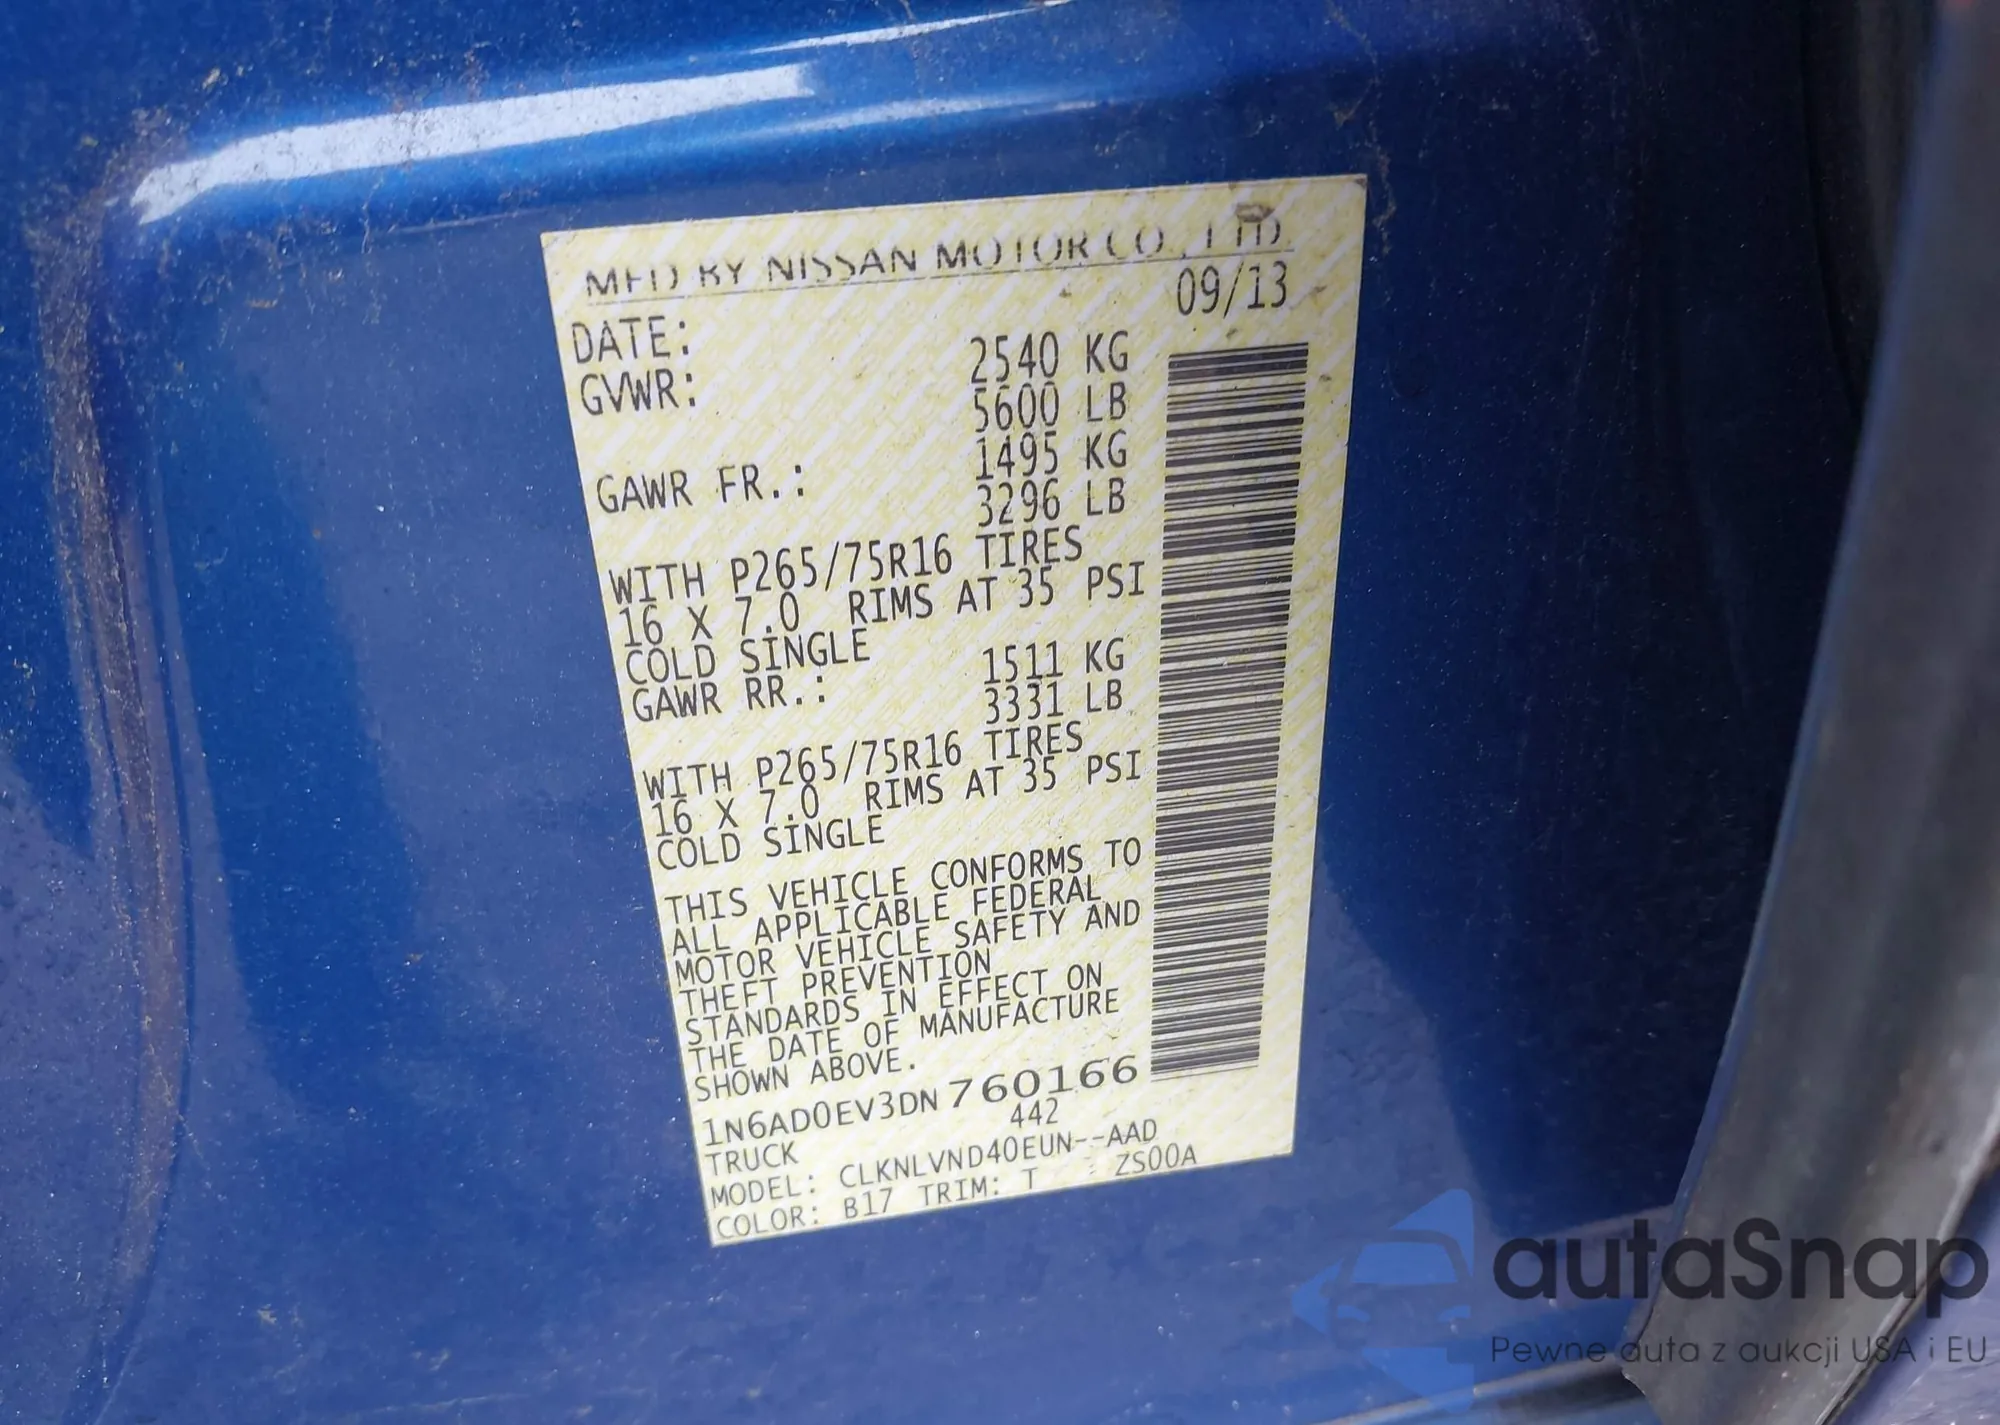 MFD BY NISSAN MOTOR CO., LTD.
DATE: 09/13
GVWR: 2540 KG
5600 LB
GAWR FR.: 1495 KG
3296 LB
WITH P265/75R16 TIRES
16 X 7.0 RIMS AT 35 PSI
COLD SINGLE
GAWR RR.: 1511 KG
3331 LB
WITH P265/75R16 TIRES
16 X 7.0 RIMS AT 35 PSI
COLD SINGLE
THIS VEHICLE CONFORMS TO
ALL APPLICABLE FEDERAL
MOTOR VEHICLE SAFETY AND
THEFT PREVENTION
STANDARDS IN EFFECT ON
THE DATE OF MANUFACTURE
SHOWN ABOVE.
1N6AD0EV3DN760166
TRUCK 442
MODEL: CLKNLVND40EUN--AAD
COLOR: B17 TRIM: T ZS00A
autaSnap
Pewne auta z aukcji USA i EU